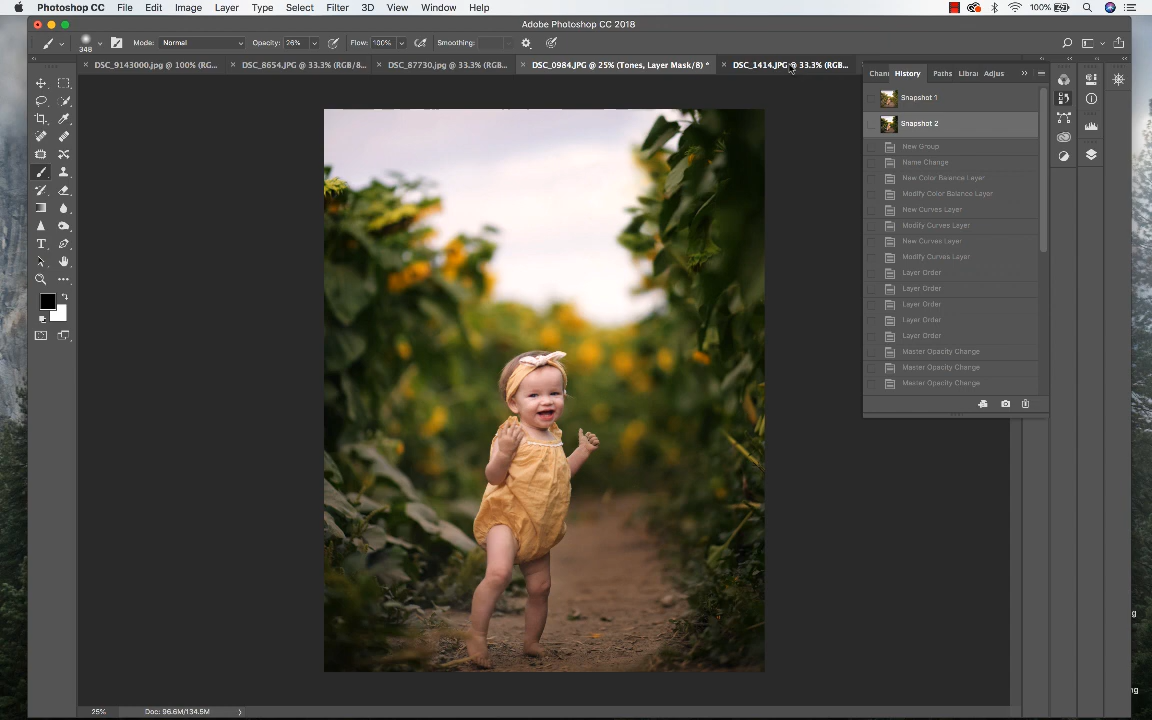 Photoshop CC File Edit Image Layer Type Select Filter 3D View Window Help 100%
Adobe Photoshop CC 2018
348 Mode: Normal Opacity: 26% Flow: 100% Smoothing:
DSC_9143000.jpg @ 100% (RG... DSC_8654.JPG @ 33.3% (RGB/8... DSC_87730.jpg @ 33.3% (RGB... DSC_0984.JPG @ 25% (Tones, Layer Mask/8) * DSC_1414.JPG @ 33.3% (RGB...
Chan History Paths Librar Adjus
Snapshot 1
Snapshot 2
New Group
Name Change
New Color Balance Layer
Modify Color Balance Layer
New Curves Layer
Modify Curves Layer
New Curves Layer
Modify Curves Layer
Layer Order
Layer Order
Layer Order
Layer Order
Layer Order
Master Opacity Change
Master Opacity Change
Master Opacity Change
25% Doc: 96.6M/134.5M